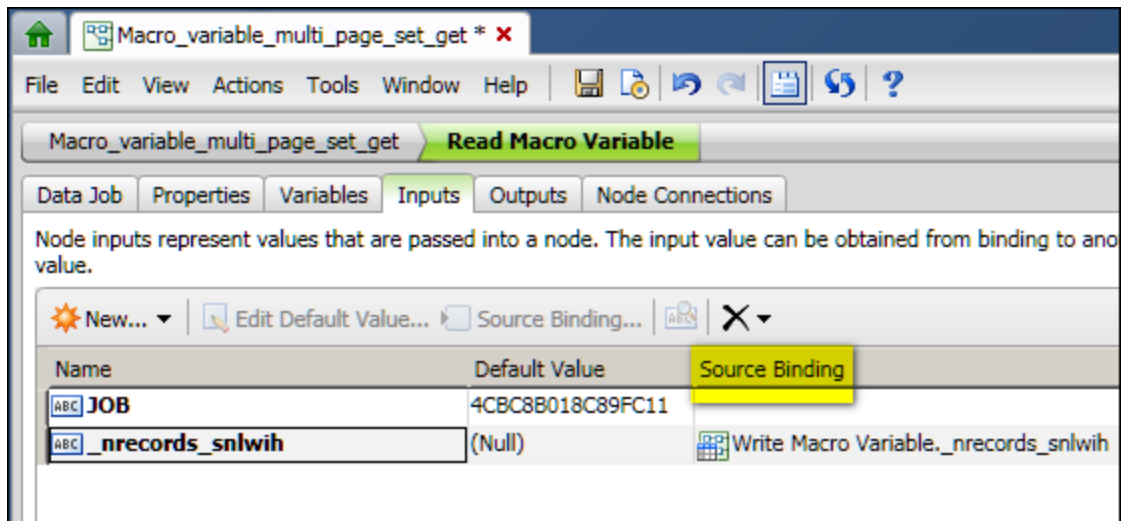 Macro_variable_multi_page_set_get *
File Edit View Actions Tools Window Help
Macro_variable_multi_page_set_get Read Macro Variable
Data Job Properties Variables Inputs Outputs Node Connections
Node inputs represent values that are passed into a node. The input value can be obtained from binding to ano
value.
New... Edit Default Value... Source Binding... ABC
Name Default Value Source Binding
ABC JOB 4CBC8B018C89FC11
ABC _nrecords_snlwih (Null) Write Macro Variable._nrecords_snlwih